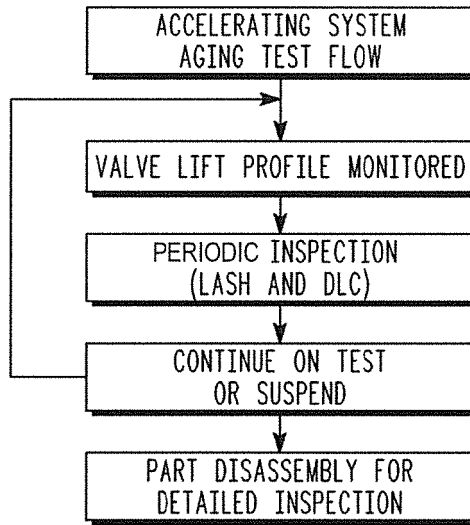 ACCELERATING SYSTEM
AGING TEST FLOW
VALVE LIFT PROFILE MONITORED
PERIODIC INSPECTION
(LASH AND DLC)
CONTINUE ON TEST
OR SUSPEND
PART DISASSEMBLY FOR
DETAILED INSPECTION